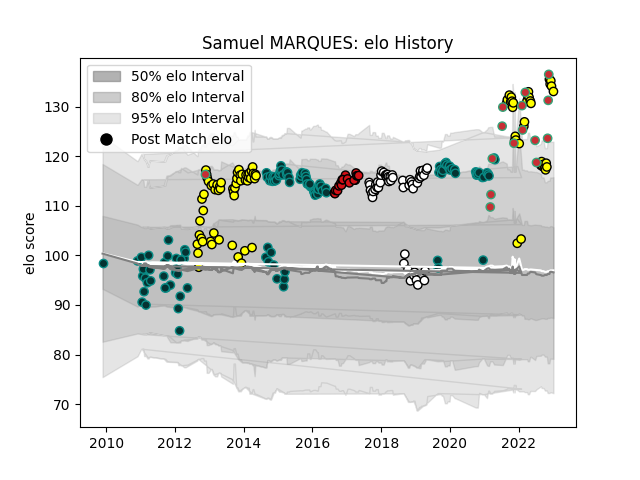 Samuel MARQUES: elo History
50% elo Interval
80% elo Interval
95% elo Interval
Post Match elo
elo score
130
120
110
100
90
80
70
2010 2012 2014 2016 2018 2020 2022